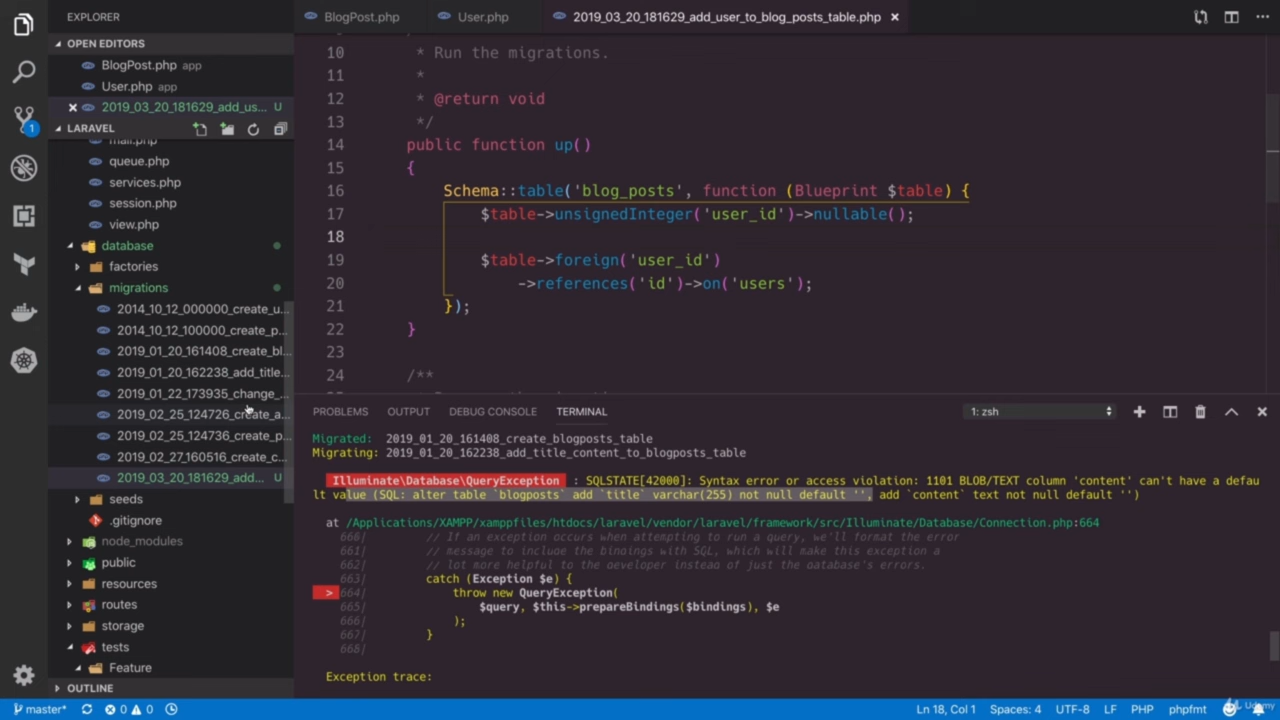 EXPLORER
BlogPost.php
User.php
2019_03_20_181629_add_user_to_blog_posts_table.php ×
OPEN EDITORS
BlogPost.php app
User.php app
× 2019_03_20_181629_add_us... U
LARAVEL
mail.php
queue.php
services.php
session.php
view.php
database
factories
migrations
2014_10_12_000000_create_u...
2014_10_12_100000_create_p...
2019_01_20_161408_create_bl...
2019_01_20_162238_add_title...
2019_01_22_173935_change_...
2019_02_25_124726_create_a...
2019_02_25_124736_create_p...
2019_02_27_160516_create_c...
2019_03_20_181629_add... U
seeds
.gitignore
node_modules
public
resources
routes
storage
tests
Feature
OUTLINE
1
10 * Run the migrations.
11 *
12 * @return void
13 */
14 public function up()
15 {
16 Schema::table('blog_posts', function (Blueprint $table) {
17 $table->unsignedInteger('user_id')->nullable();
18
19 $table->foreign('user_id')
20 ->references('id')->on('users');
21 });
22 }
23
24 /**
PROBLEMS OUTPUT DEBUG CONSOLE TERMINAL 1: zsh
Migrated: 2019_01_20_161408_create_blogposts_table
Migrating: 2019_01_20_162238_add_title_content_to_blogposts_table
Illuminate\Database\QueryException : SQLSTATE[42000]: Syntax error or access violation: 1101 BLOB/TEXT column 'content' can't have a defau
lt value (SQL: alter table `blogposts` add `title` varchar(255) not null default '', add `content` text not null default '')
at /Applications/XAMPP/xamppfiles/htdocs/laravel/vendor/laravel/framework/src/Illuminate/Database/Connection.php:664
660| // If an exception occurs when attempting to run a query, we'll format the error
661| // message to include the bindings with SQL, which will make this exception a
662| // lot more helpful to the developer instead of just the database's errors.
663| catch (Exception $e) {
> 664| throw new QueryException(
665| $query, $this->prepareBindings($bindings), $e
666| );
667| }
668|
Exception trace:
master* 0 0 Ln 18, Col 1 Spaces: 4 UTF-8 LF PHP phpfmt
Udemy